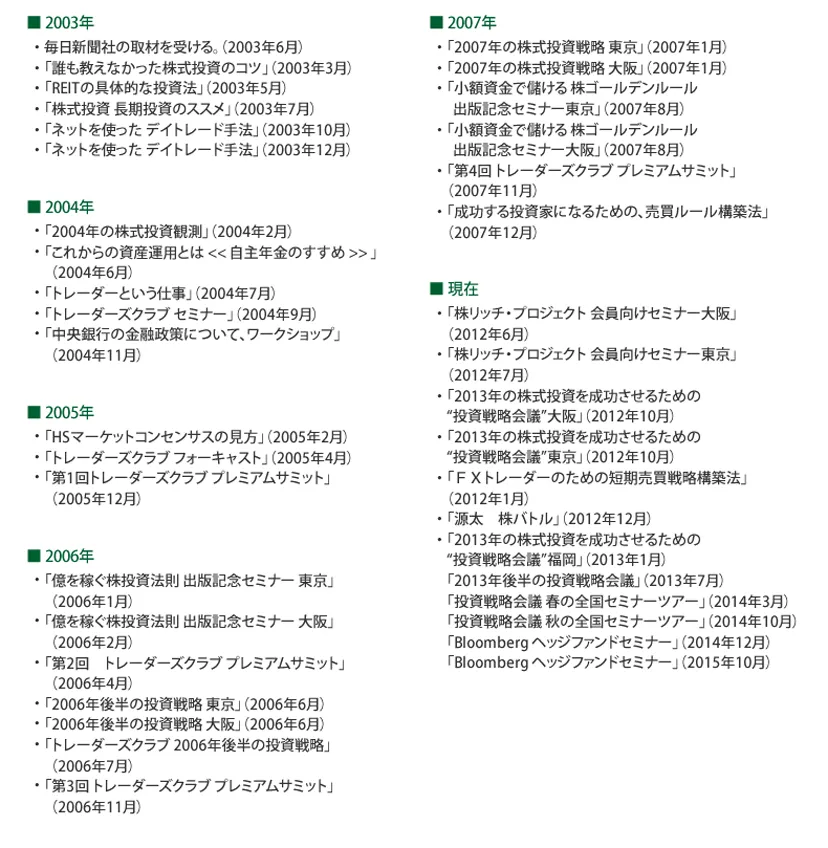 ■ 2003年
・毎日新聞社の取材を受ける。（2003年6月）
・「誰も教えなかった株式投資のコツ」（2003年3月）
・「REITの具体的な投資法」（2003年5月）
・「株式投資 長期投資のススメ」（2003年7月）
・「ネットを使った デイトレード手法」（2003年10月）
・「ネットを使った デイトレード手法」（2003年12月）
■ 2004年
・「2004年の株式投資観測」（2004年2月）
・「これからの資産運用とは << 自主年金のすすめ >> 」
（2004年6月）
・「トレーダーという仕事」（2004年7月）
・「トレーダーズクラブ セミナー」（2004年9月）
・「中央銀行の金融政策について、ワークショップ」
（2004年11月）
■ 2005年
・「HSマーケットコンセンサスの見方」（2005年2月）
・「トレーダーズクラブ フォーキャスト」（2005年4月）
・「第1回トレーダーズクラブ プレミアムサミット」
（2005年12月）
■ 2006年
・「億を稼ぐ株投資法則 出版記念セミナー 東京」
（2006年1月）
・「億を稼ぐ株投資法則 出版記念セミナー 大阪」
（2006年2月）
・「第2回　トレーダーズクラブ プレミアムサミット」
（2006年4月）
・「2006年後半の投資戦略 東京」（2006年6月）
・「2006年後半の投資戦略 大阪」（2006年6月）
・「トレーダーズクラブ 2006年後半の投資戦略」
（2006年7月）
・「第3回 トレーダーズクラブ プレミアムサミット」
（2006年11月）
■ 2007年
・「2007年の株式投資戦略 東京」（2007年1月）
・「2007年の株式投資戦略 大阪」（2007年1月）
・「小額資金で儲ける 株ゴールデンルール
出版記念セミナー東京」（2007年8月）
・「小額資金で儲ける 株ゴールデンルール
出版記念セミナー大阪」（2007年8月）
・「第4回 トレーダーズクラブ プレミアムサミット」
（2007年11月）
・「成功する投資家になるための、売買ルール構築法」
（2007年12月）
■ 現在
・「株リッチ・プロジェクト 会員向けセミナー大阪」
（2012年6月）
・「株リッチ・プロジェクト 会員向けセミナー東京」
（2012年7月）
・「2013年の株式投資を成功させるための
“投資戦略会議”大阪」（2012年10月）
・「2013年の株式投資を成功させるための
“投資戦略会議”東京」（2012年10月）
・「ＦＸトレーダーのための短期売買戦略構築法」
（2012年1月）
・「源太　株バトル」（2012年12月）
・「2013年の株式投資を成功させるための
“投資戦略会議”福岡」（2013年1月）
「2013年後半の投資戦略会議」（2013年7月）
「投資戦略会議 春の全国セミナーツアー」（2014年3月）
「投資戦略会議 秋の全国セミナーツアー」（2014年10月）
「Bloomberg ヘッジファンドセミナー」（2014年12月）
「Bloomberg ヘッジファンドセミナー」（2015年10月）